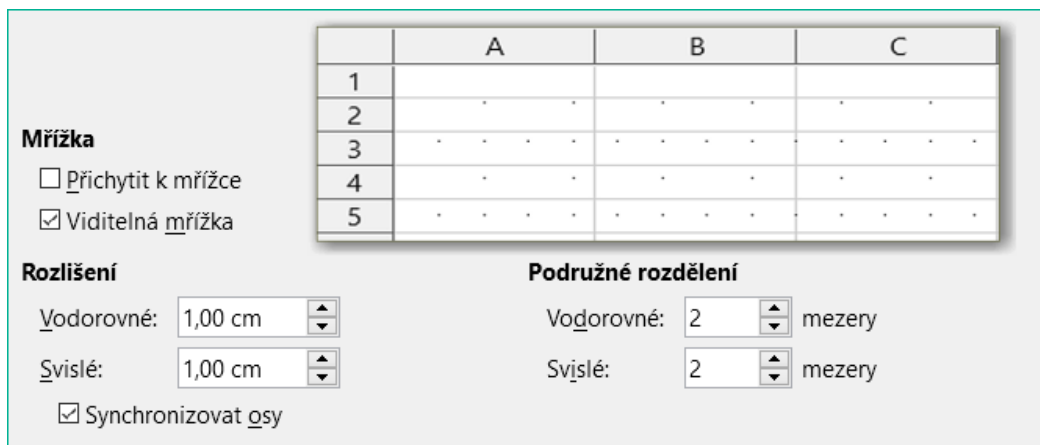 A B C
1
2
3
4
5
Mřížka
Přichytit k mřížce
Viditelná mřížka
Rozlišení
Vodorovné: 1,00 cm
Svislé: 1,00 cm
Synchronizovat osy
Podružné rozdělení
Vodorovné: 2 mezery
Svislé: 2 mezery